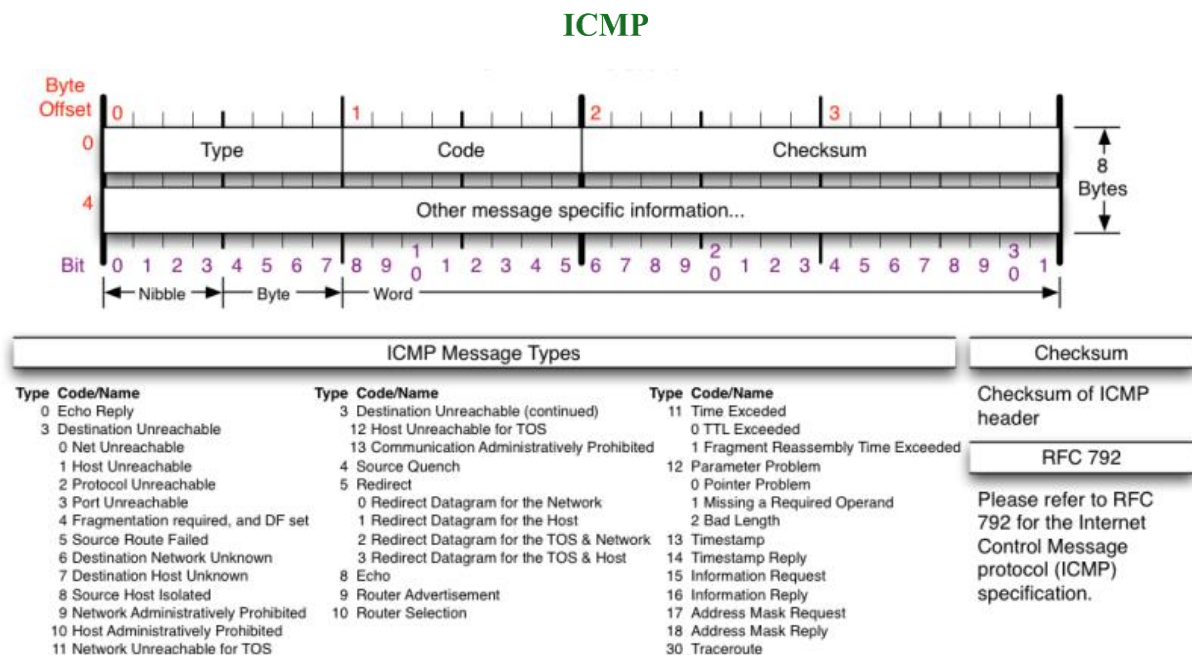 ICMP
Byte
Offset 0 1 2 3
0 Type Code Checksum
8
Bytes
4 Other message specific information...
Bit 0 1 2 3 4 5 6 7 8 9 10 1 2 3 4 5 6 7 8 9 20 1 2 3 4 5 6 7 8 9 30 1
Nibble Byte Word
ICMP Message Types
Type Code/Name
0 Echo Reply
3 Destination Unreachable
0 Net Unreachable
1 Host Unreachable
2 Protocol Unreachable
3 Port Unreachable
4 Fragmentation required, and DF set
5 Source Route Failed
6 Destination Network Unknown
7 Destination Host Unknown
8 Source Host Isolated
9 Network Administratively Prohibited
10 Host Administratively Prohibited
11 Network Unreachable for TOS
Type Code/Name
3 Destination Unreachable (continued)
12 Host Unreachable for TOS
13 Communication Administratively Prohibited
4 Source Quench
5 Redirect
0 Redirect Datagram for the Network
1 Redirect Datagram for the Host
2 Redirect Datagram for the TOS & Network
3 Redirect Datagram for the TOS & Host
8 Echo
9 Router Advertisement
10 Router Selection
Type Code/Name
11 Time Exceded
0 TTL Exceeded
1 Fragment Reassembly Time Exceeded
12 Parameter Problem
0 Pointer Problem
1 Missing a Required Operand
2 Bad Length
13 Timestamp
14 Timestamp Reply
15 Information Request
16 Information Reply
17 Address Mask Request
18 Address Mask Reply
30 Traceroute
Checksum
Checksum of ICMP
header
RFC 792
Please refer to RFC
792 for the Internet
Control Message
protocol (ICMP)
specification.